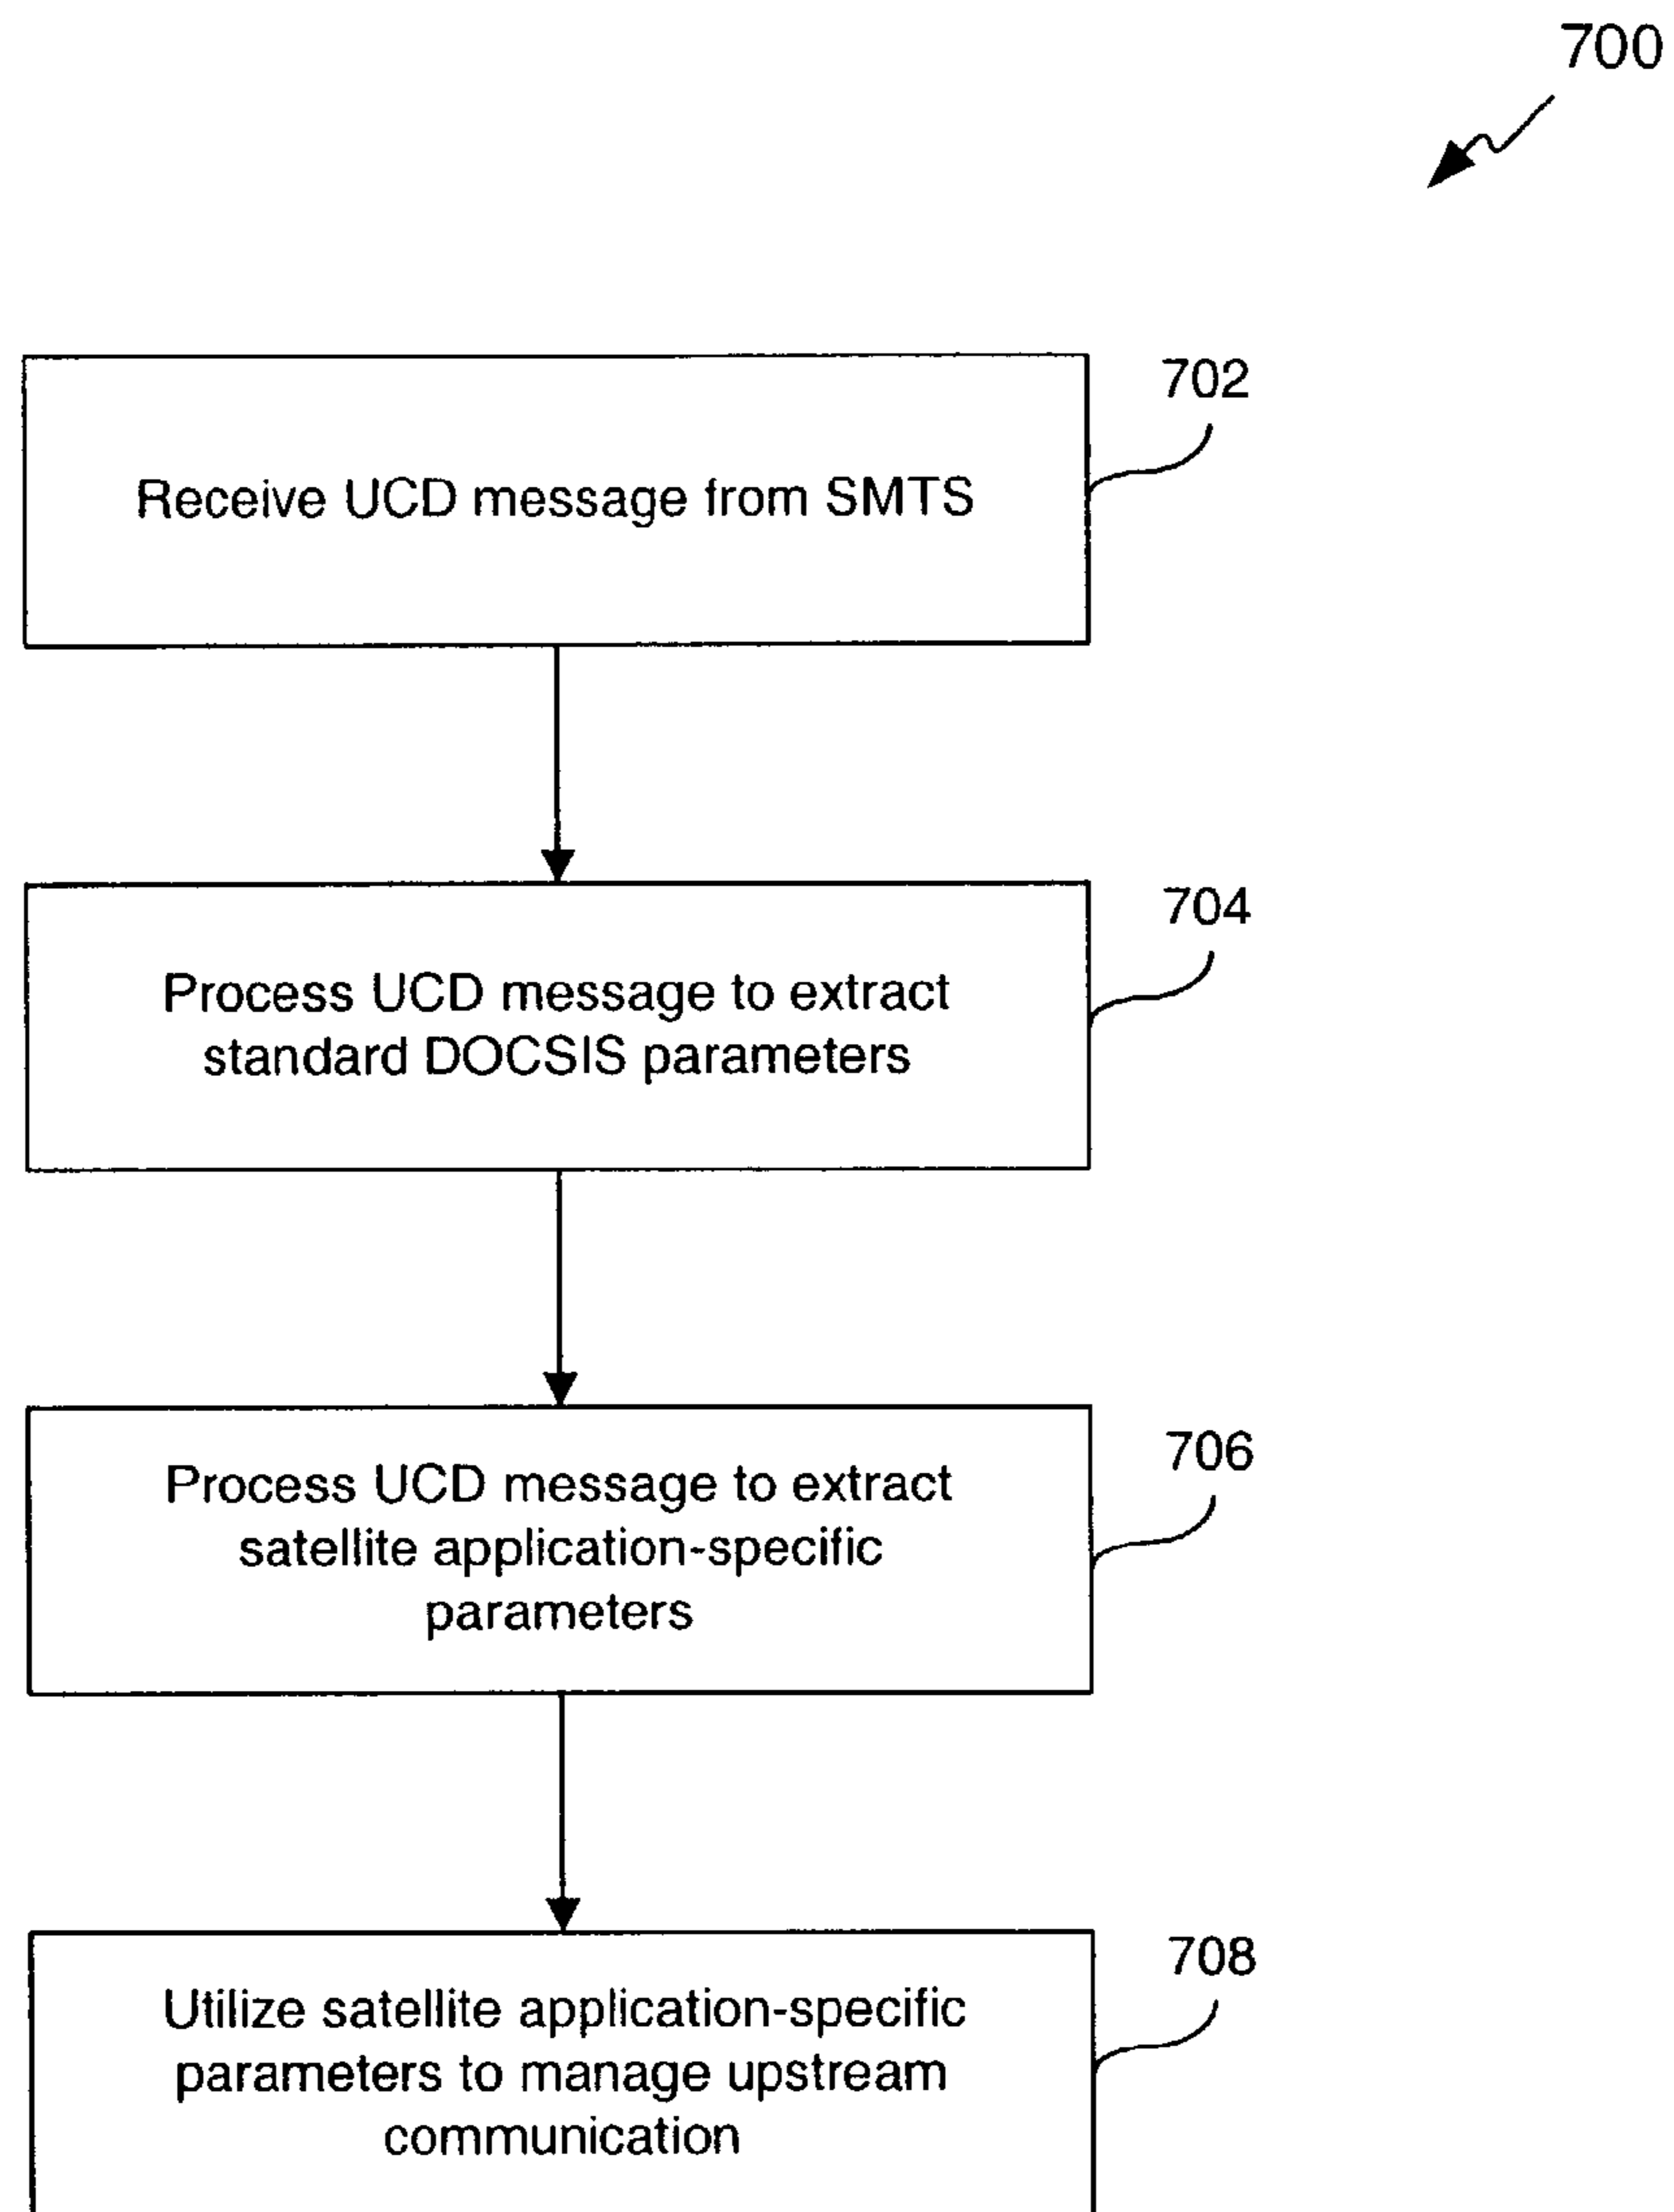 700
702
Receive UCD message from SMTS
704
Process UCD message to extract
standard DOCSIS parameters
706
Process UCD message to extract
satellite application-specific
parameters
708
Utilize satellite application-specific
parameters to manage upstream
communication